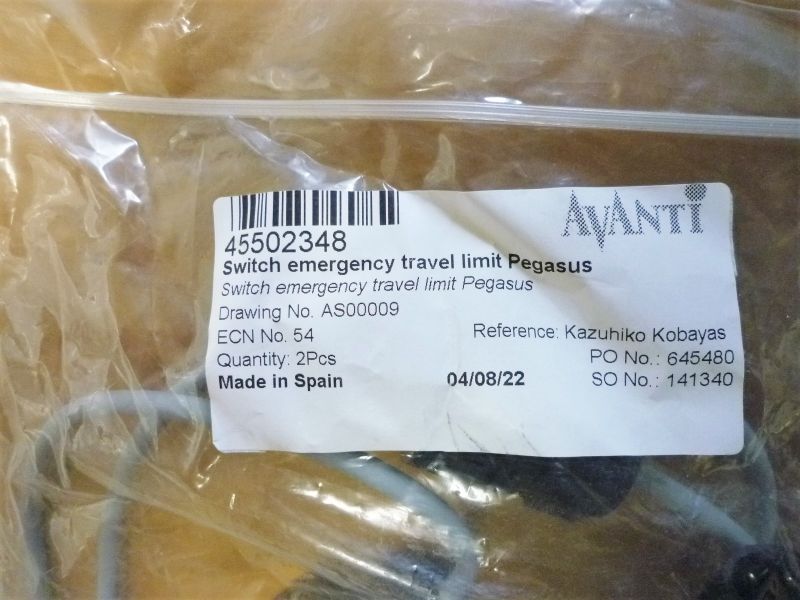 AVANTi
45502348
Switch emergency travel limit Pegasus
Switch emergency travel limit Pegasus
Drawing No. AS00009
ECN No. 54
Reference: Kazuhiko Kobayas
Quantity: 2Pcs
PO No.: 645480
Made in Spain
04/08/22
SO No.: 141340